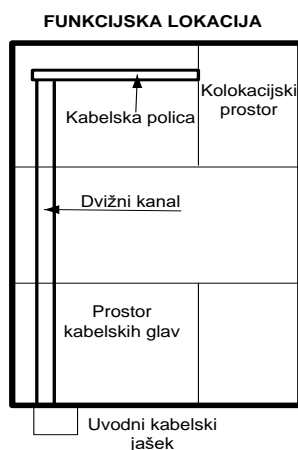 FUNKCIJSKA LOKACIJA
Kolokacijski
prostor
Kabelska polica
Dvižni kanal
Prostor
kabelskih glav
Uvodni kabelski
jašek